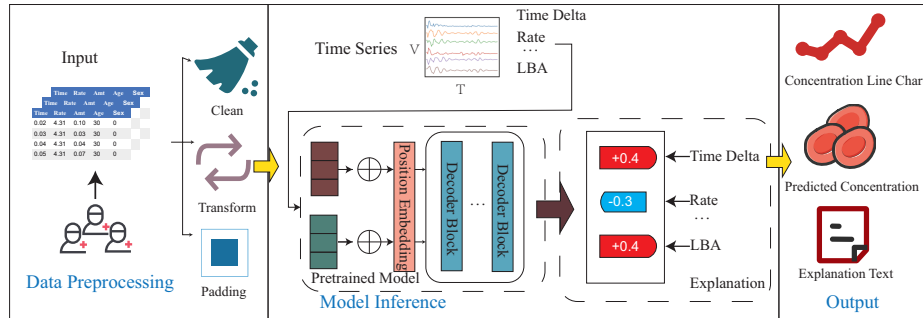 Input
Time Rate Amt Age Sex
Time Rate Amt Age Sex
Time Rate Amt Age Sex
0.02 4.31 0.10 30 0
0.03 4.31 0.03 30 0
0.04 4.31 0.04 30 0
0.05 4.31 0.07 30 0
Data Preprocessing
Clean
Transform
Padding
Time Series
V
T
Time Delta
Rate
...
LBA
Position Embedding
Decoder Block
...
Decoder Block
Pretrained Model
Model Inference
+0.4
Time Delta
-0.3
Rate
...
+0.4
LBA
Explanation
Concentration Line Char
Predicted Concentration
Explanation Text
Output